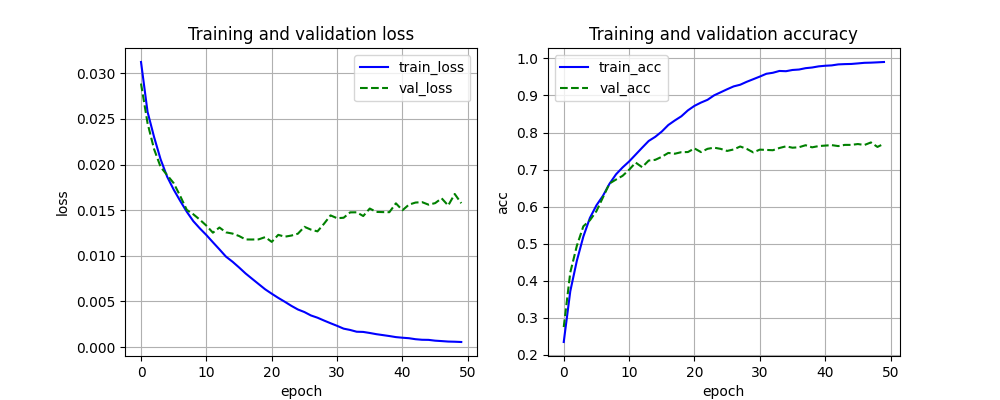 Training and validation loss
train_loss
val_loss
0.030
0.025
0.020
0.015
0.010
0.005
0.000
loss
0
10
20
30
40
50
epoch
Training and validation accuracy
train_acc
val_acc
1.0
0.9
0.8
0.7
0.6
0.5
0.4
0.3
0.2
acc
0
10
20
30
40
50
epoch